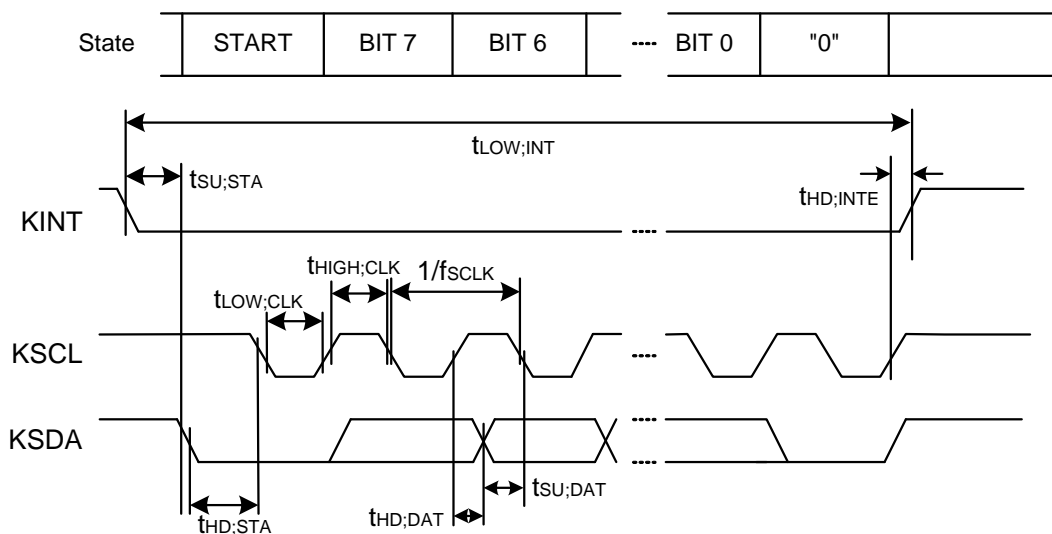 State START BIT 7 BIT 6 BIT 0 "0"
tLOW;INT
tSU;STA
tHD;INTE
KINT
tHIGH;CLK 1/fSCLK
tLOW;CLK
KSCL
KSDA
tSU;DAT
tHD;STA tHD;DAT